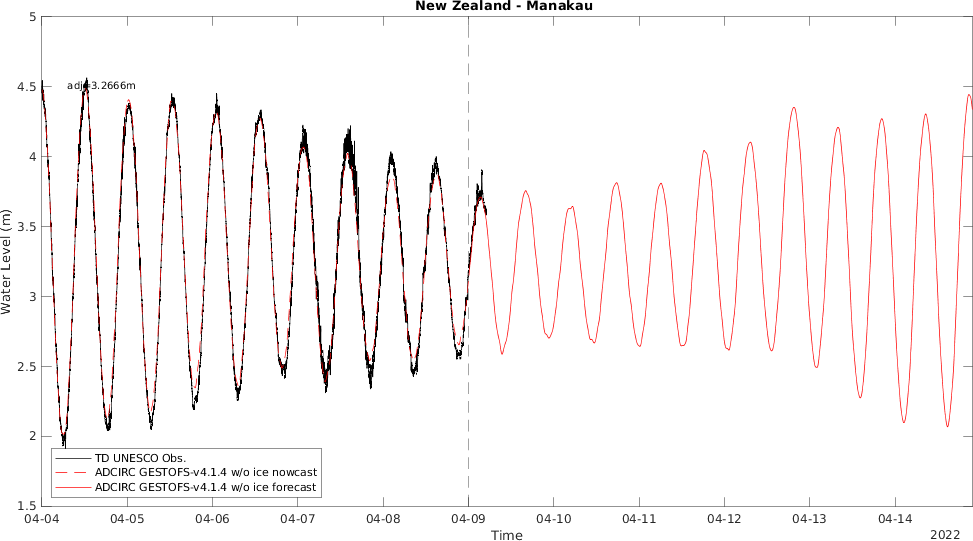 New Zealand - Manakau
5
4.5
4
3.5
3
2.5
2
1.5
Water Level (m)
adj=3.2666m
TD UNESCO Obs.
ADCIRC GESTOFS-v4.1.4 w/o ice nowcast
ADCIRC GESTOFS-v4.1.4 w/o ice forecast
04-04 04-05 04-06 04-07 04-08 04-09 04-10 04-11 04-12 04-13 04-14
Time
2022